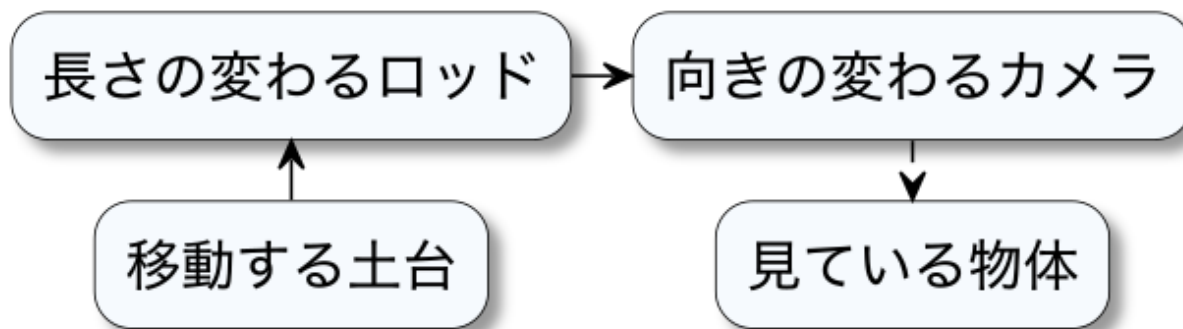 長さの変わるロッド
向きの変わるカメラ
移動する土台
見ている物体